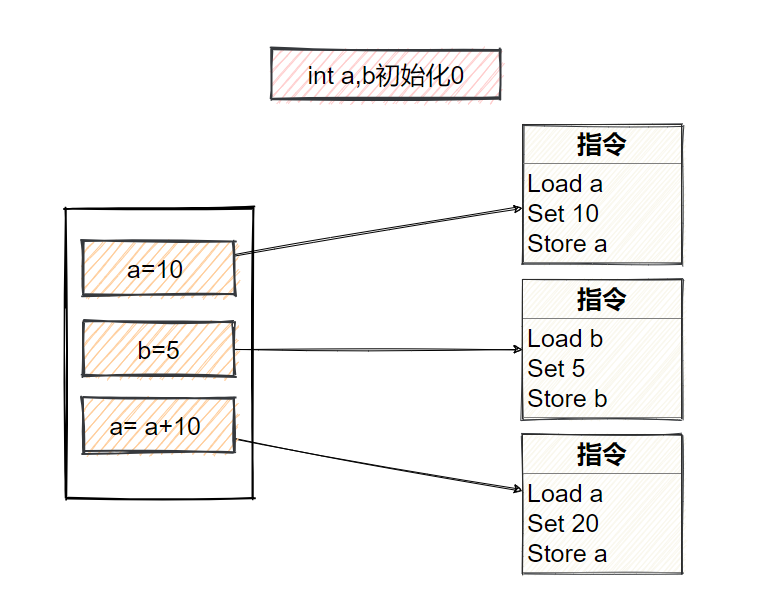 int a,b初始化0
a=10
b=5
a= a+10
指令
Load a
Set 10
Store a
指令
Load b
Set 5
Store b
指令
Load a
Set 20
Store a